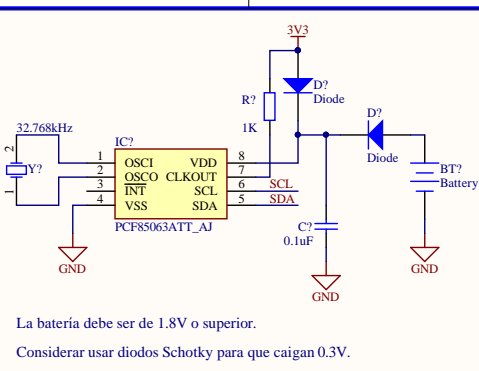 3V3
D?
Diode
R?
1K
D?
Diode
32.768kHz
Y?
2
1
IC?
1 OSCI VDD 8
2 OSCO CLKOUT 7
3 INT SCL 6 SCL
4 VSS SDA 5 SDA
PCF85063ATT_AJ
BT?
Battery
C?
0.1uF
GND
GND
GND
La batería debe ser de 1.8V o superior.
Considerar usar diodos Schotky para que caigan 0.3V.